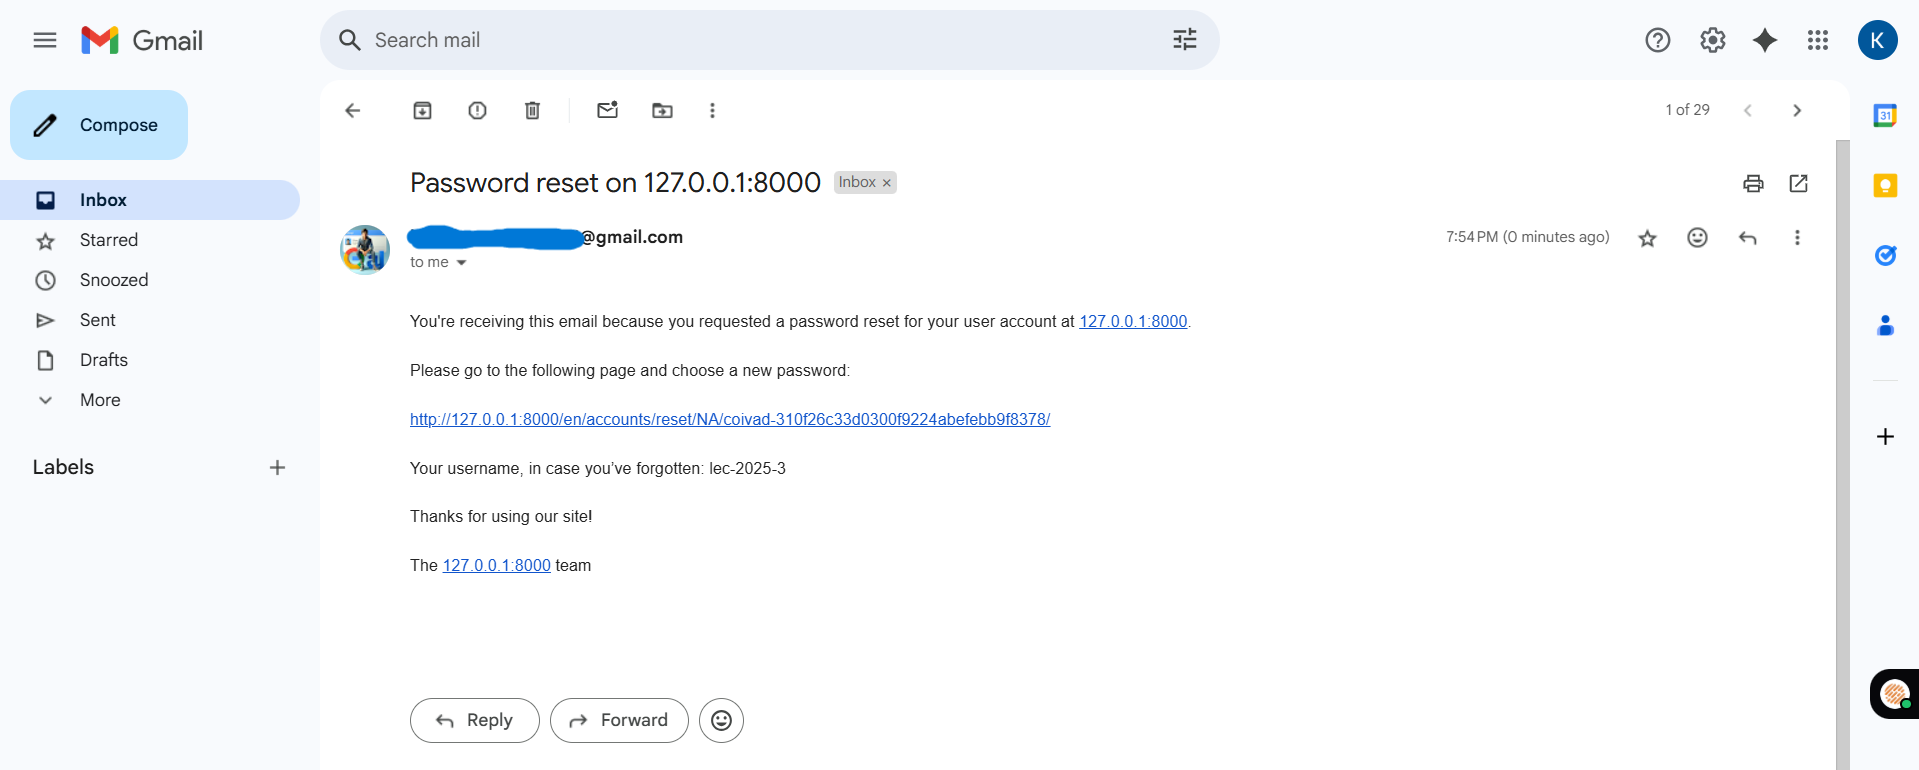 Gmail
Search mail
K
Compose
1 of 29
Inbox
Starred
Snoozed
Sent
Drafts
More
Labels
Password reset on 127.0.0.1:8000
Inbox ×
@gmail.com
7:54 PM (0 minutes ago)
to me
You're receiving this email because you requested a password reset for your user account at 127.0.0.1:8000.
Please go to the following page and choose a new password:
http://127.0.0.1:8000/en/accounts/reset/NA/coivad-310f26c33d0300f9224abefebb9f8378/
Your username, in case you’ve forgotten: lec-2025-3
Thanks for using our site!
The 127.0.0.1:8000 team
Reply
Forward
31